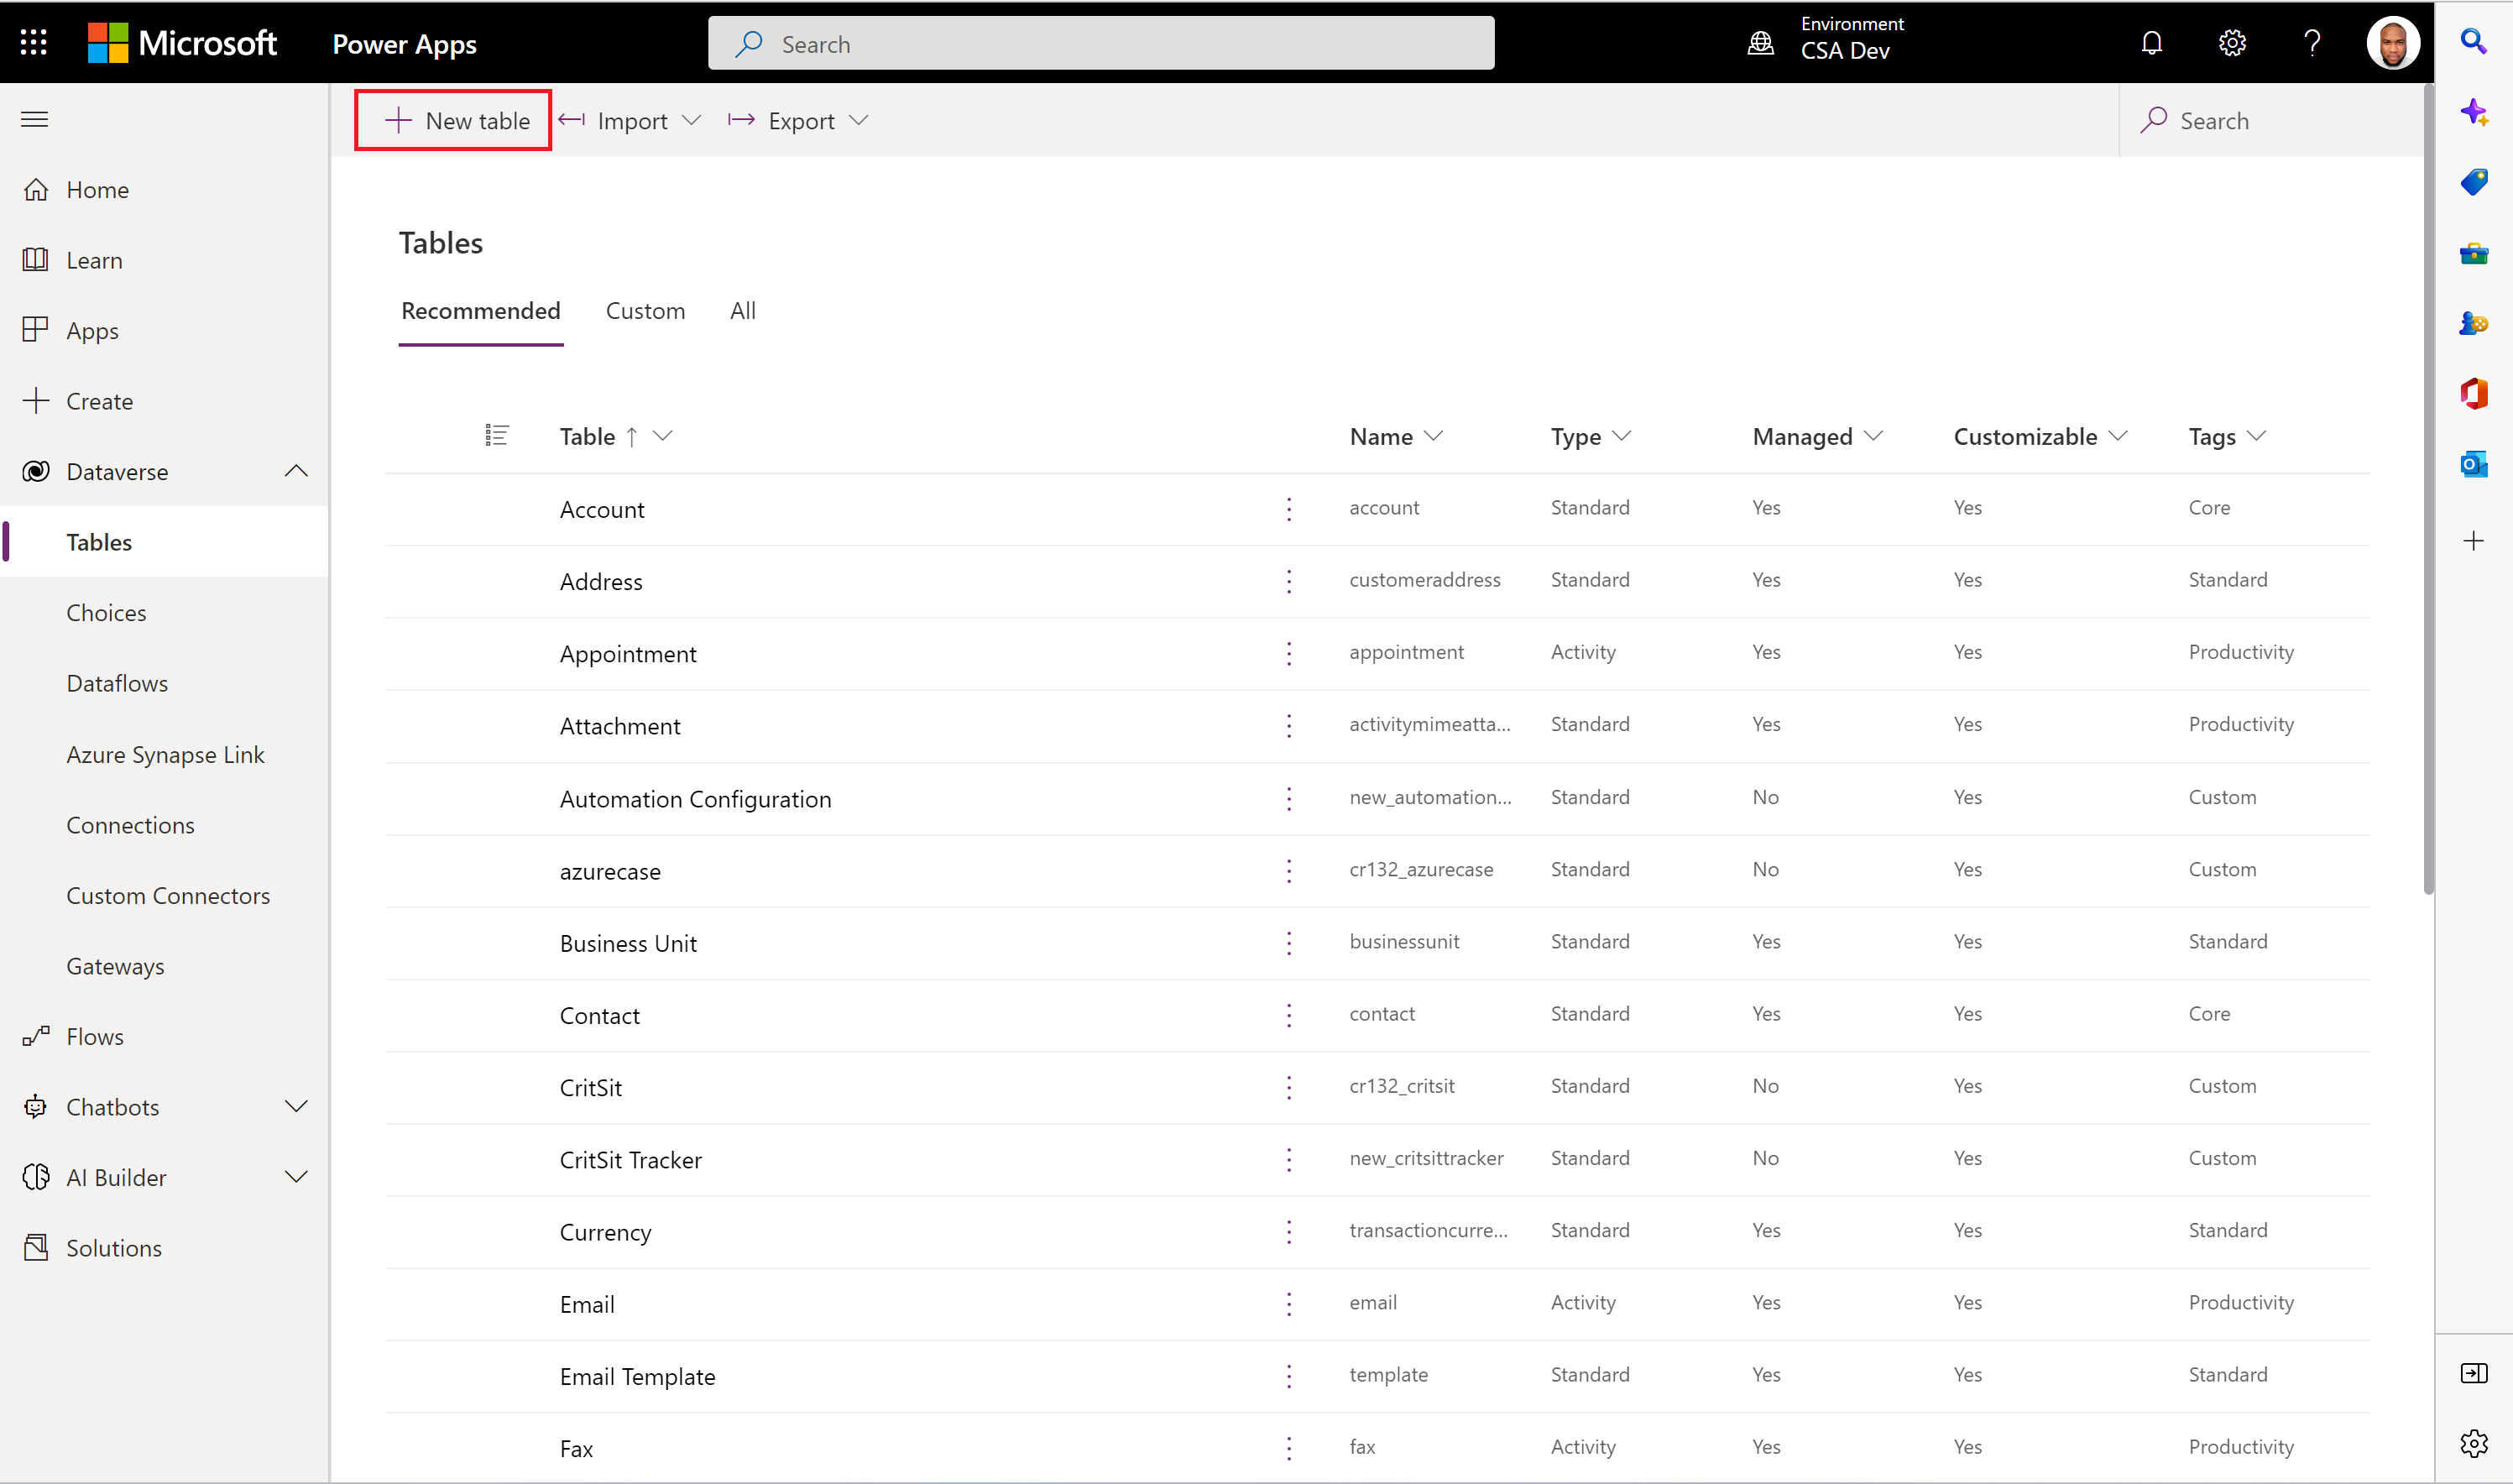 Microsoft Power Apps
Search
Environment
CSA Dev
New table Import Export
Search
Home
Learn
Apps
Create
Dataverse
Tables
Choices
Dataflows
Azure Synapse Link
Connections
Custom Connectors
Gateways
Flows
Chatbots
AI Builder
Solutions
Tables
Recommended Custom All
Table Name Type Managed Customizable Tags
Account account Standard Yes Yes Core
Address customeraddress Standard Yes Yes Standard
Appointment appointment Activity Yes Yes Productivity
Attachment activitymimeatta... Standard Yes Yes Productivity
Automation Configuration new_automation... Standard No Yes Custom
azurecase cr132_azurecase Standard No Yes Custom
Business Unit businessunit Standard Yes Yes Standard
Contact contact Standard Yes Yes Core
CritSit cr132_critsit Standard No Yes Custom
CritSit Tracker new_critsittracker Standard No Yes Custom
Currency transactioncurre... Standard Yes Yes Standard
Email email Activity Yes Yes Productivity
Email Template template Standard Yes Yes Standard
Fax fax Activity Yes Yes Productivity